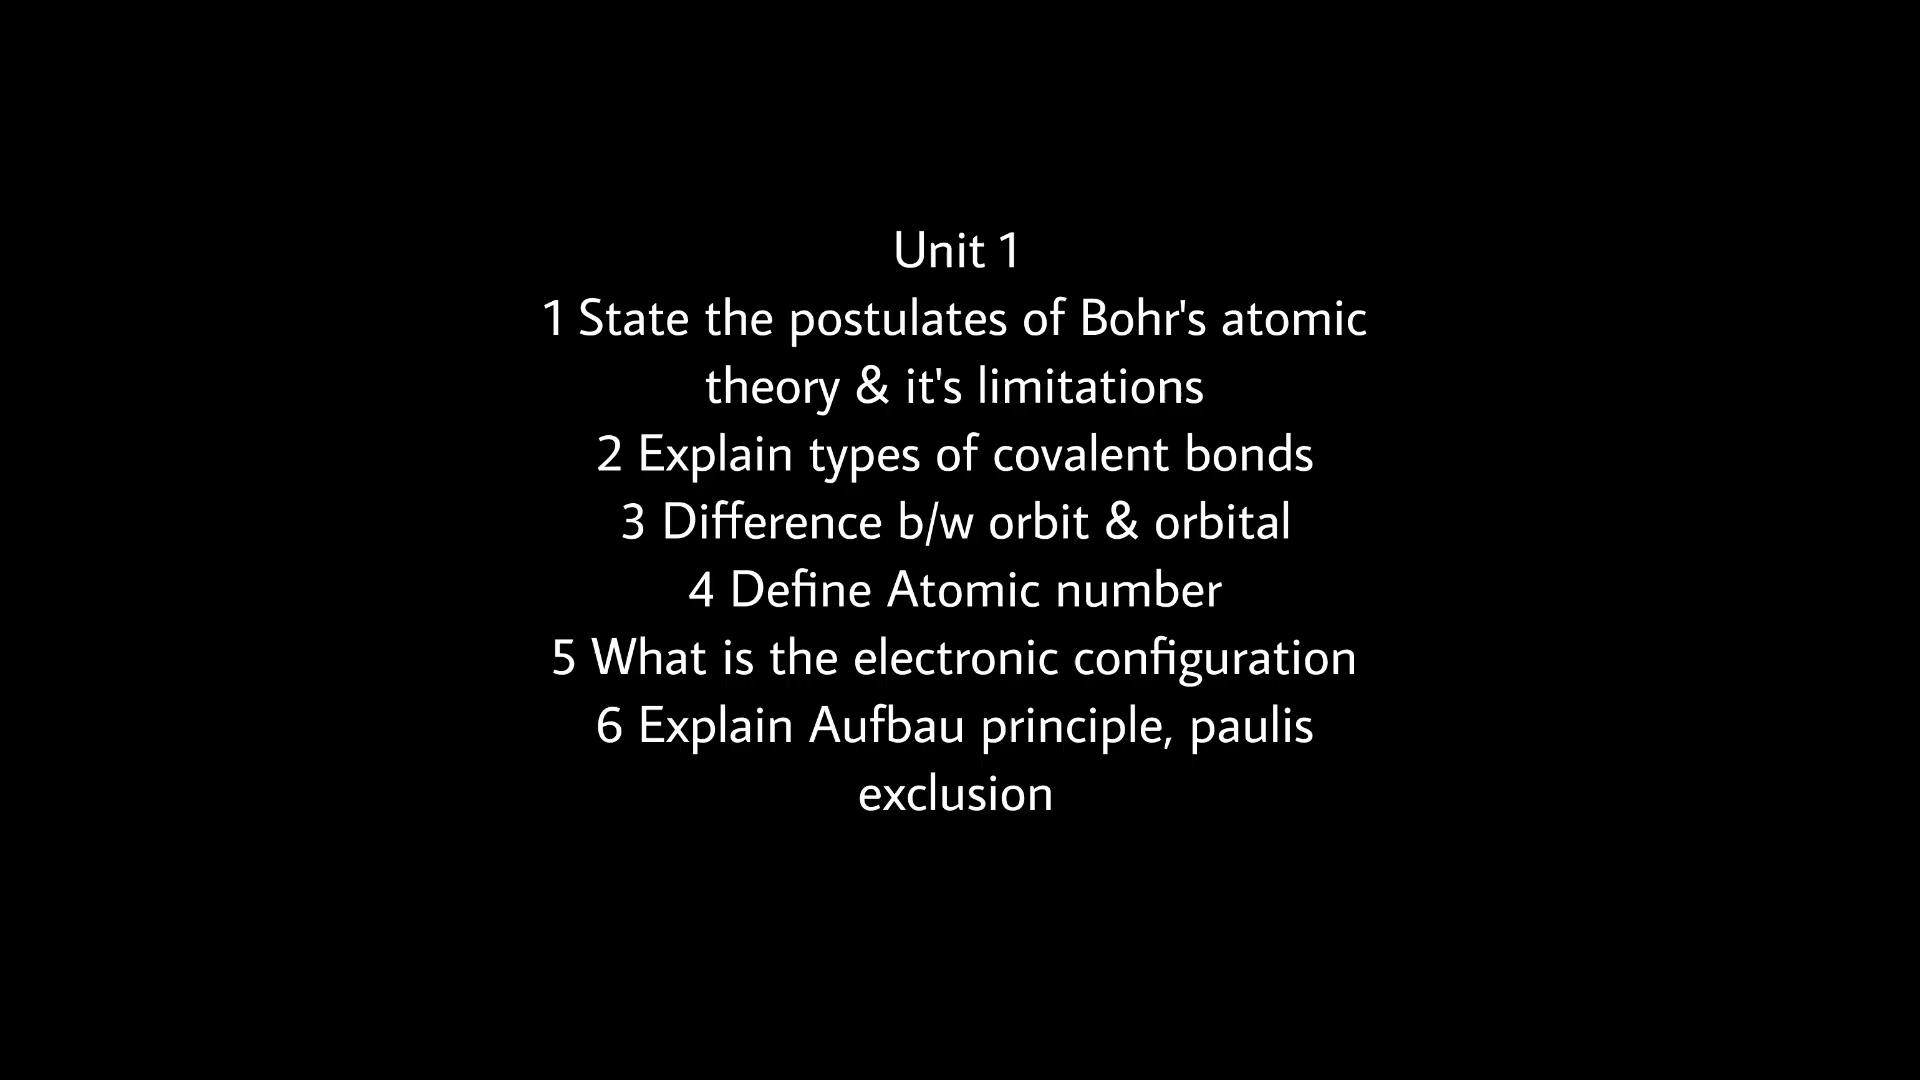 Unit 1
1 State the postulates of Bohr's atomic
theory & it's limitations
2 Explain types of covalent bonds
3 Difference b/w orbit & orbital
4 Define Atomic number
5 What is the electronic configuration
6 Explain Aufbau principle, paulis
exclusion